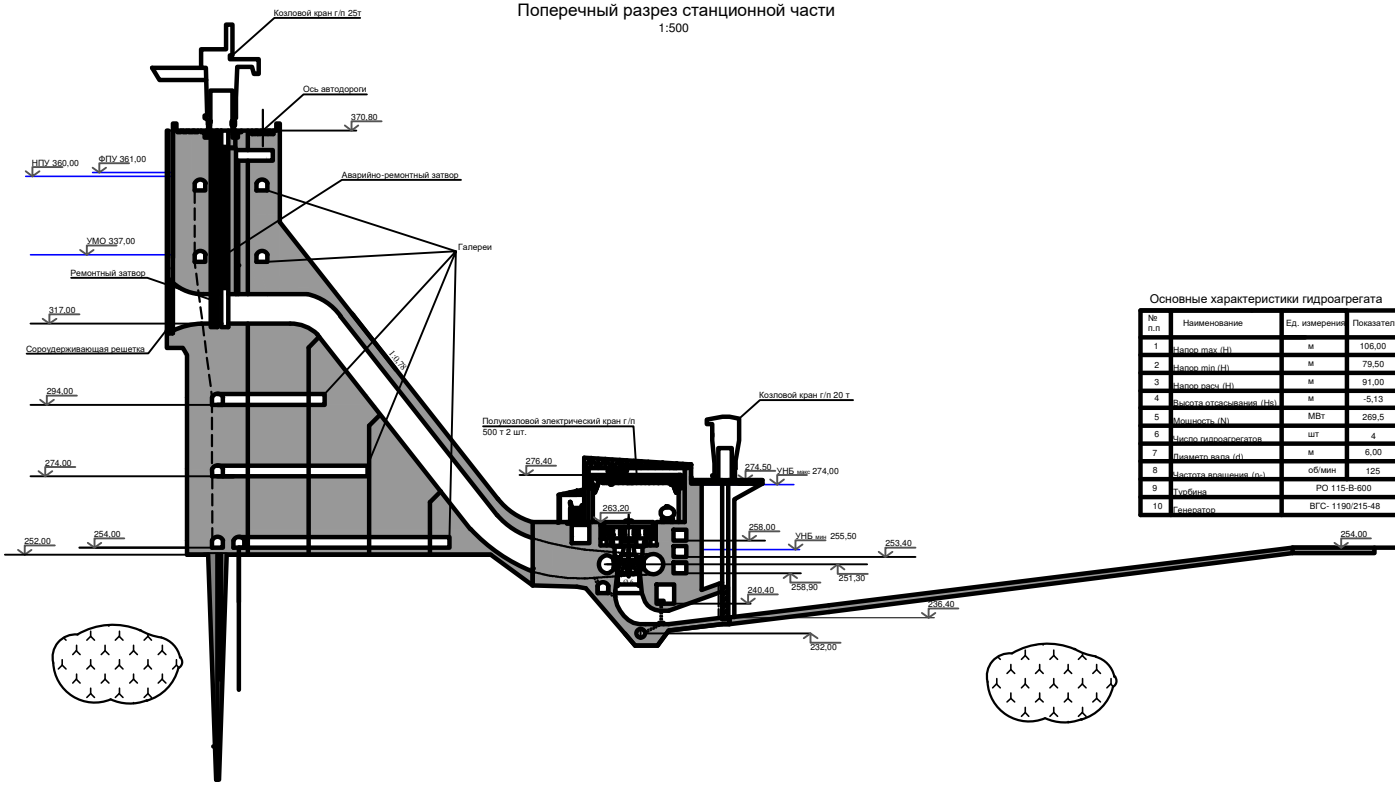 Поперечный разрез станционной части
1:500
Козловой кран г/п 25т
Ось автодороги
370.80
НПУ 360,00
ФПУ 361,00
Аварийно-ремонтный затвор
УМО 337,00
Галереи
Ремонтный затвор
317,00
Сороудерживающая решетка
1:0.78
294,00
274.00
252.00
254,00
Козловой кран г/п 20 т
Полукозловой электрический кран г/п
500 т 2 шт.
276,40
274.50
УНБ макс 274,00
263,20
258,00
УНБ мин 255,50
253,40
251,30
258,90
240,40
236,40
232,00
254,00
Основные характеристики гидроагрегата
№ Наименование Ед. измерения Показател
п.п
1 Напор max (H) м 106,00
2 Напор min (H) м 79,50
3 Напор расч (H) м 91,00
4 Высота отсасывания (Hs) м -5,13
5 Мощность (N) МВт 269,5
6 Число гидроагрегатов шт 4
7 Диаметр вала (d) м 6,00
8 Частота вращения об/мин 125
9 Турбина РО 115-В-600
10 Генератор ВГС- 1190/215-48